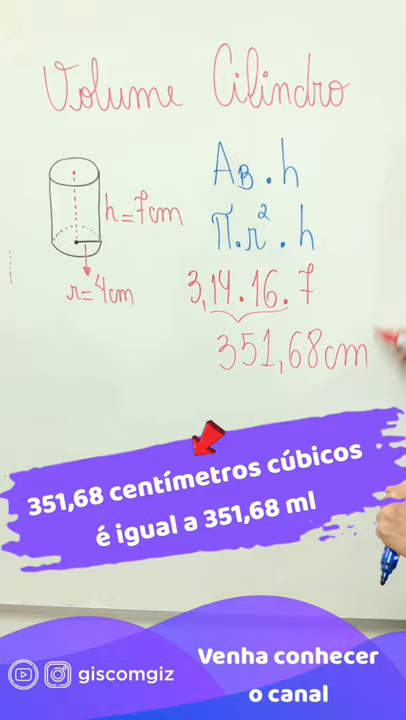 Volume Cilindro
AB . h
h=7cm
π.r² . h
r=4cm
3,14 . 16 . 7
351,68cm
351,68 centímetros cúbicos
é igual a 351,68 ml
giscomgiz
Venha conhecer
o canal